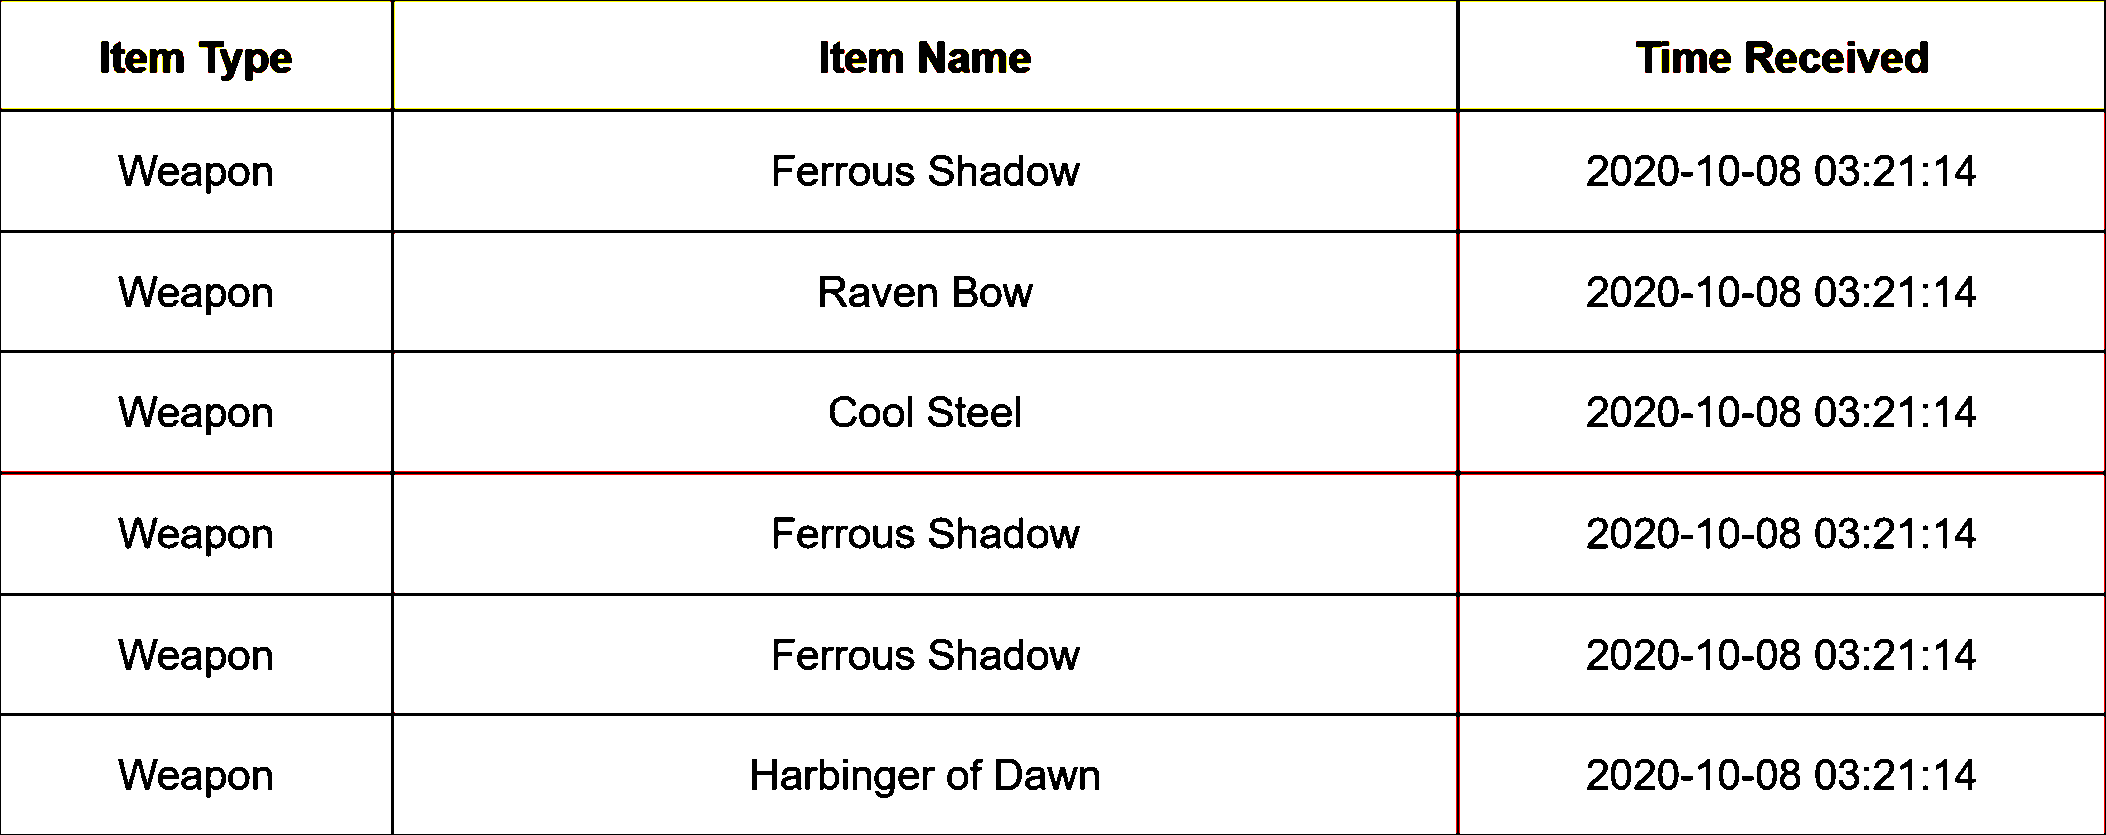 Item Type Item Name Time Received
Weapon Ferrous Shadow 2020-10-08 03:21:14
Weapon Raven Bow 2020-10-08 03:21:14
Weapon Cool Steel 2020-10-08 03:21:14
Weapon Ferrous Shadow 2020-10-08 03:21:14
Weapon Ferrous Shadow 2020-10-08 03:21:14
Weapon Harbinger of Dawn 2020-10-08 03:21:14